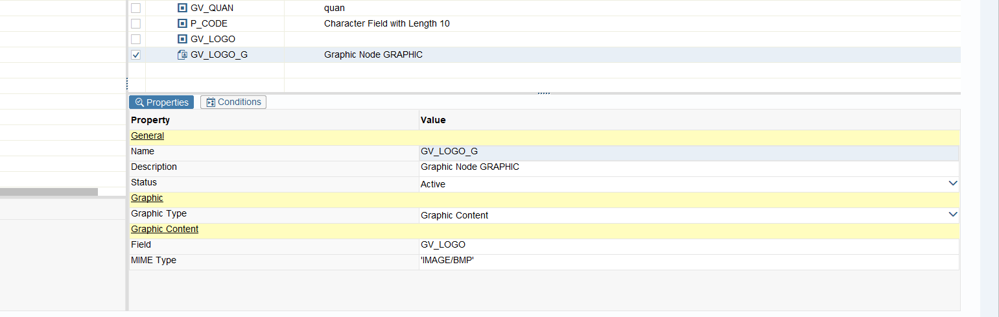 GV_QUAN quan
P_CODE Character Field with Length 10
GV_LOGO
GV_LOGO_G Graphic Node GRAPHIC
Properties Conditions
Property Value
General
Name GV_LOGO_G
Description Graphic Node GRAPHIC
Status Active
Graphic
Graphic Type Graphic Content
Graphic Content
Field GV_LOGO
MIME Type 'IMAGE/BMP'